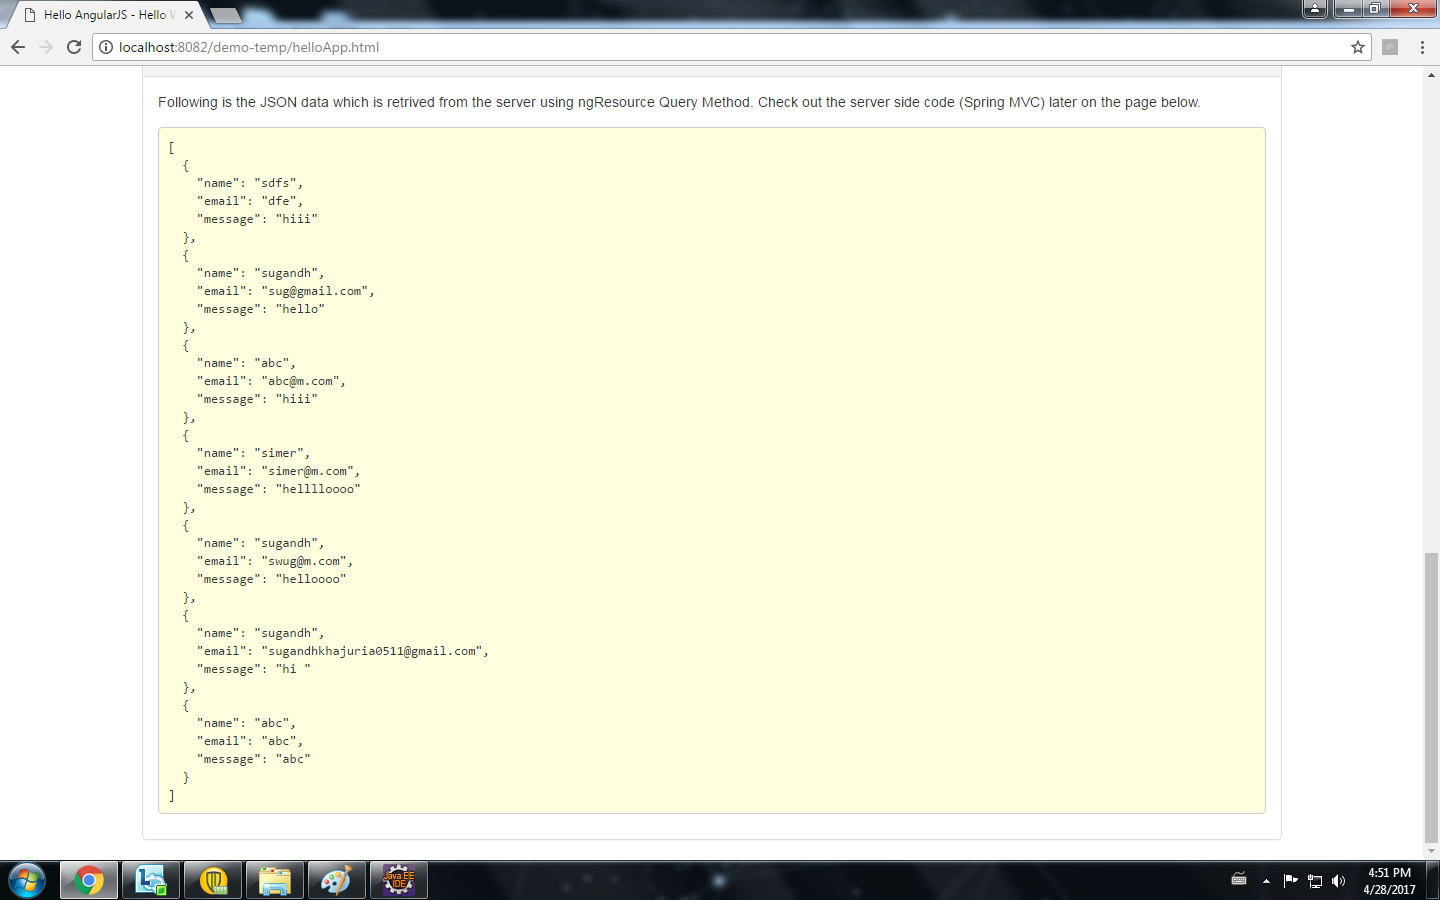 Hello AngularJS - Hello W
localhost:8082/demo-temp/helloApp.html
Following is the JSON data which is retrived from the server using ngResource Query Method. Check out the server side code (Spring MVC) later on the page below.
[
  {
    "name": "sdfs",
    "email": "dfe",
    "message": "hiii"
  },
  {
    "name": "sugandh",
    "email": "sug@gmail.com",
    "message": "hello"
  },
  {
    "name": "abc",
    "email": "abc@m.com",
    "message": "hiii"
  },
  {
    "name": "simer",
    "email": "simer@m.com",
    "message": "helllloooo"
  },
  {
    "name": "sugandh",
    "email": "swug@m.com",
    "message": "helloooo"
  },
  {
    "name": "sugandh",
    "email": "sugandhkhajuria0511@gmail.com",
    "message": "hi "
  },
  {
    "name": "abc",
    "email": "abc",
    "message": "abc"
  }
]
Java EE
IDE
4:51 PM
4/28/2017